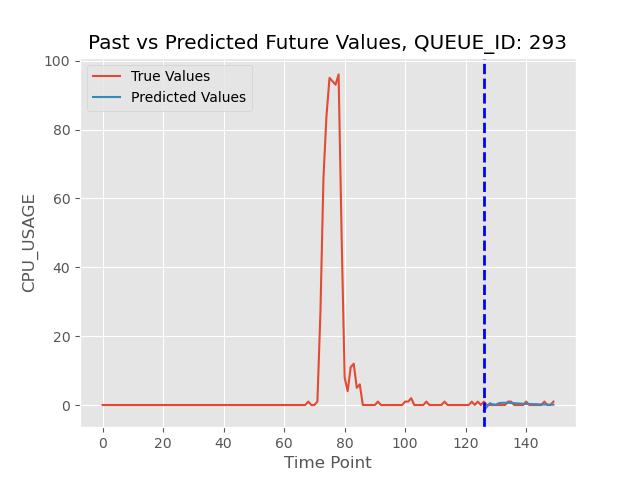 Past vs Predicted Future Values, QUEUE_ID: 293
True Values
Predicted Values
CPU_USAGE
100
80
60
40
20
0
0 20 40 60 80 100 120 140
Time Point